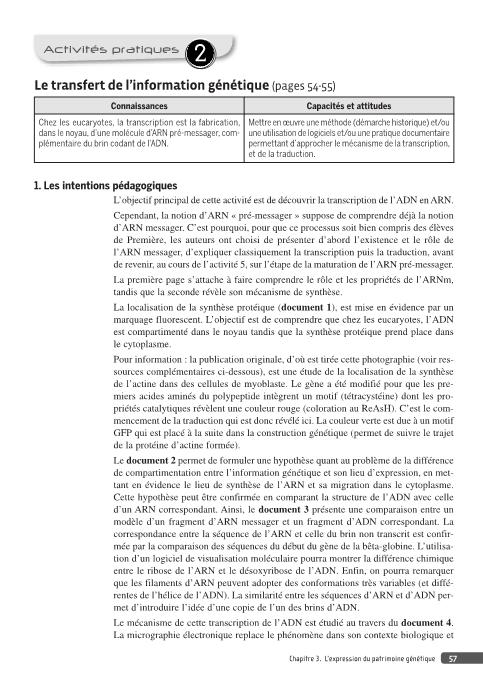 Activités pratiques 2
Le transfert de l'information génétique (pages 54-55)
Connaissances
Capacités et attitudes
Chez les eucaryotes, la transcription est la fabrication,
dans le noyau, d'une molécule d'ARN pré-messager, com-
plémentaire du brin codant de l'ADN.
Mettre en œuvre une méthode (démarche historique) et/ou
une utilisation de logiciels et/ou une pratique documentaire
permettant d'approcher le mécanisme de la transcription,
et de la traduction.
1. Les intentions pédagogiques
L'objectif principal de cette activité est de découvrir la transcription de l'ADN en ARN.
Cependant, la notion d'ARN « pré-messager » suppose de comprendre déjà la notion
d'ARN messager. C'est pourquoi, pour que ce processus soit bien compris des élèves
de Première, les auteurs ont choisi de présenter d'abord l'existence et le rôle de
l'ARN messager, d'expliquer classiquement la transcription puis la traduction, avant
de revenir, au cours de l'activité 5, sur l'étape de la maturation de l'ARN pré-messager.
La première page s'attache à faire comprendre le rôle et les propriétés de l'ARNm,
tandis que la seconde révèle son mécanisme de synthèse.
La localisation de la synthèse protéique (document 1), est mise en évidence par un
marquage fluorescent. L'objectif est de comprendre que chez les eucaryotes, l'ADN
est compartimenté dans le noyau tandis que la synthèse protéique prend place dans
le cytoplasme.
Pour information : la publication originale, d'où est tirée cette photographie (voir res-
sources complémentaires ci-dessous), est une étude de la localisation de la synthèse
de l'actine dans des cellules de myoblaste. Le gène a été modifié pour que les pre-
miers acides aminés du polypeptide intègrent un motif (tétracystéine) dont les pro-
priétés catalytiques révèlent une couleur rouge (coloration au ReAsH). C'est le com-
mencement de la traduction qui est donc révélé ici. La couleur verte est due à un motif
GFP qui est placé à la suite dans la construction génétique (permet de suivre le trajet
de la protéine d'actine formée).
Le document 2 permet de formuler une hypothèse quant au problème de la différence
de compartimentation entre l'information génétique et son lieu d'expression, en met-
tant en évidence le lieu de synthèse de l'ARN et sa migration dans le cytoplasme.
Cette hypothèse peut être confirmée en comparant la structure de l'ADN avec celle
d'un ARN correspondant. Ainsi, le document 3 présente une comparaison entre un
modèle d'un fragment d'ARN messager et un fragment d'ADN correspondant. La
correspondance entre la séquence de l'ARN et celle du brin non transcrit est confir-
mée par la comparaison des séquences du début du gène de la bêta-globine. L'utilisa-
tion d'un logiciel de visualisation moléculaire pourra montrer la différence chimique
entre le ribose de l'ARN et le désoxyribose de l'ADN. Enfin, on pourra remarquer
que les filaments d'ARN peuvent adopter des conformations très variables (et diffé-
rentes de l'hélice de l'ADN). La similarité entre les séquences d'ARN et d'ADN per-
met d'introduire l'idée d'une copie de l'un des brins d'ADN.
Le mécanisme de cette transcription de l'ADN est étudié au travers du document 4.
La micrographie électronique replace le phénomène dans son contexte biologique et
Chapitre 3. L'expression du patrimoine génétique 57